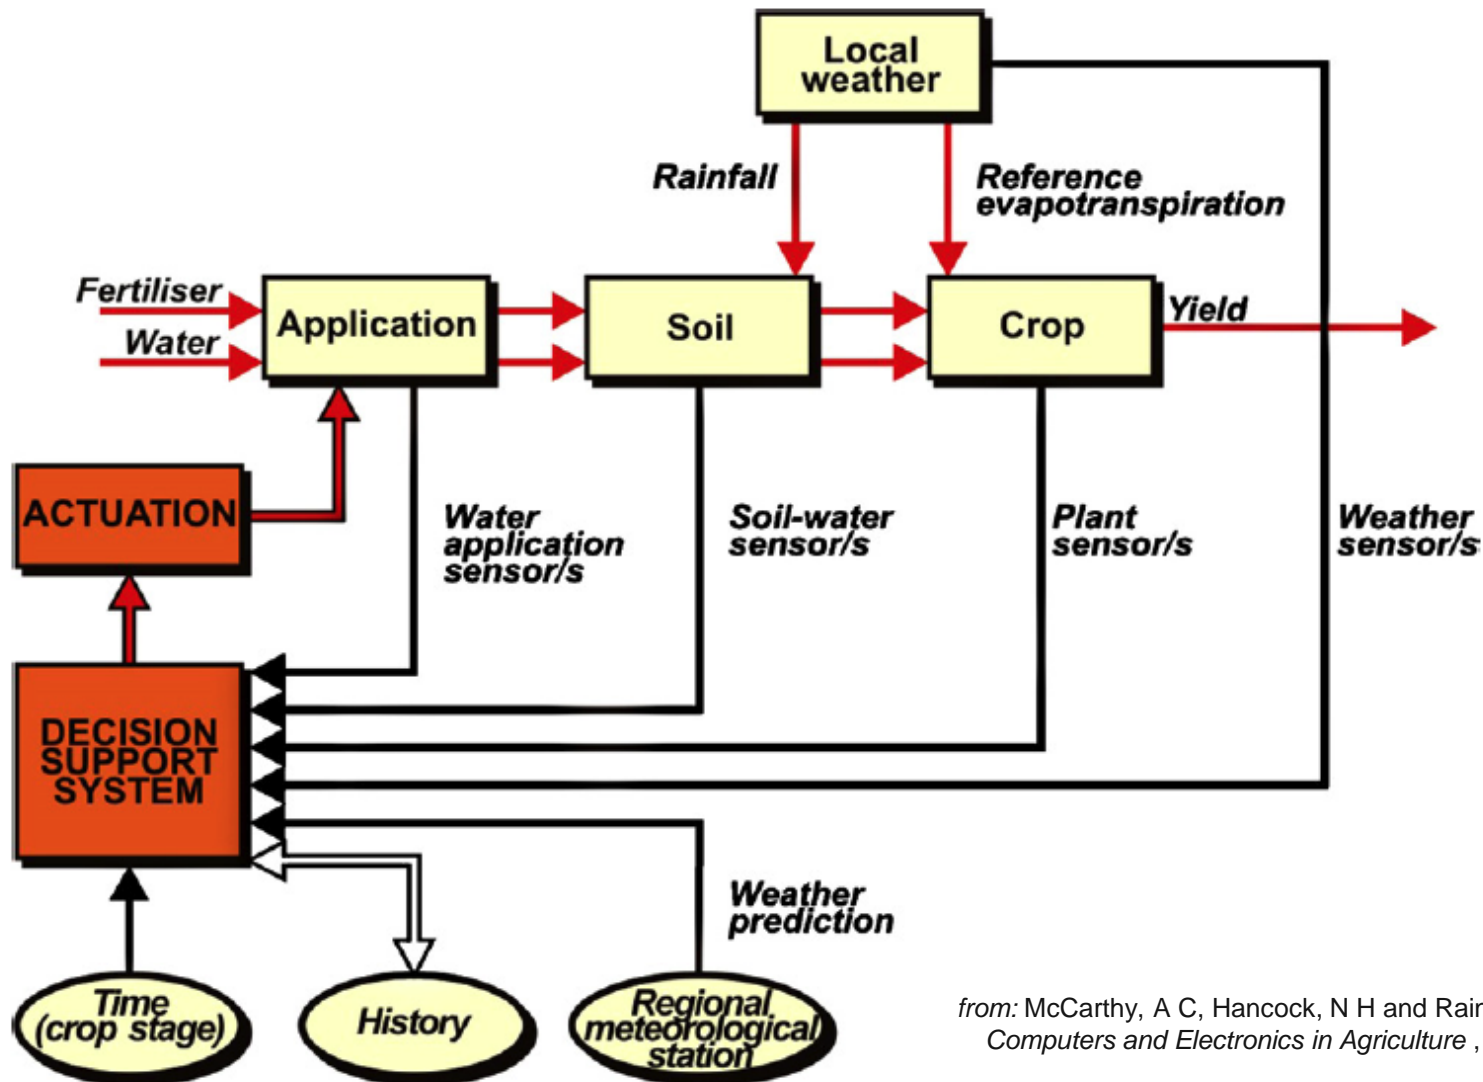 Local
weather
Rainfall
Reference
evapotranspiration
Fertiliser
Water
Application
Soil
Crop
Yield
ACTUATION
Water
application
sensor/s
Soil-water
sensor/s
Plant
sensor/s
Weather
sensor/s
DECISION
SUPPORT
SYSTEM
Weather
prediction
Time
(crop stage)
History
Regional
meteorological
station
from: McCarthy, A C, Hancock, N H and Rain
Computers and Electronics in Agriculture ,